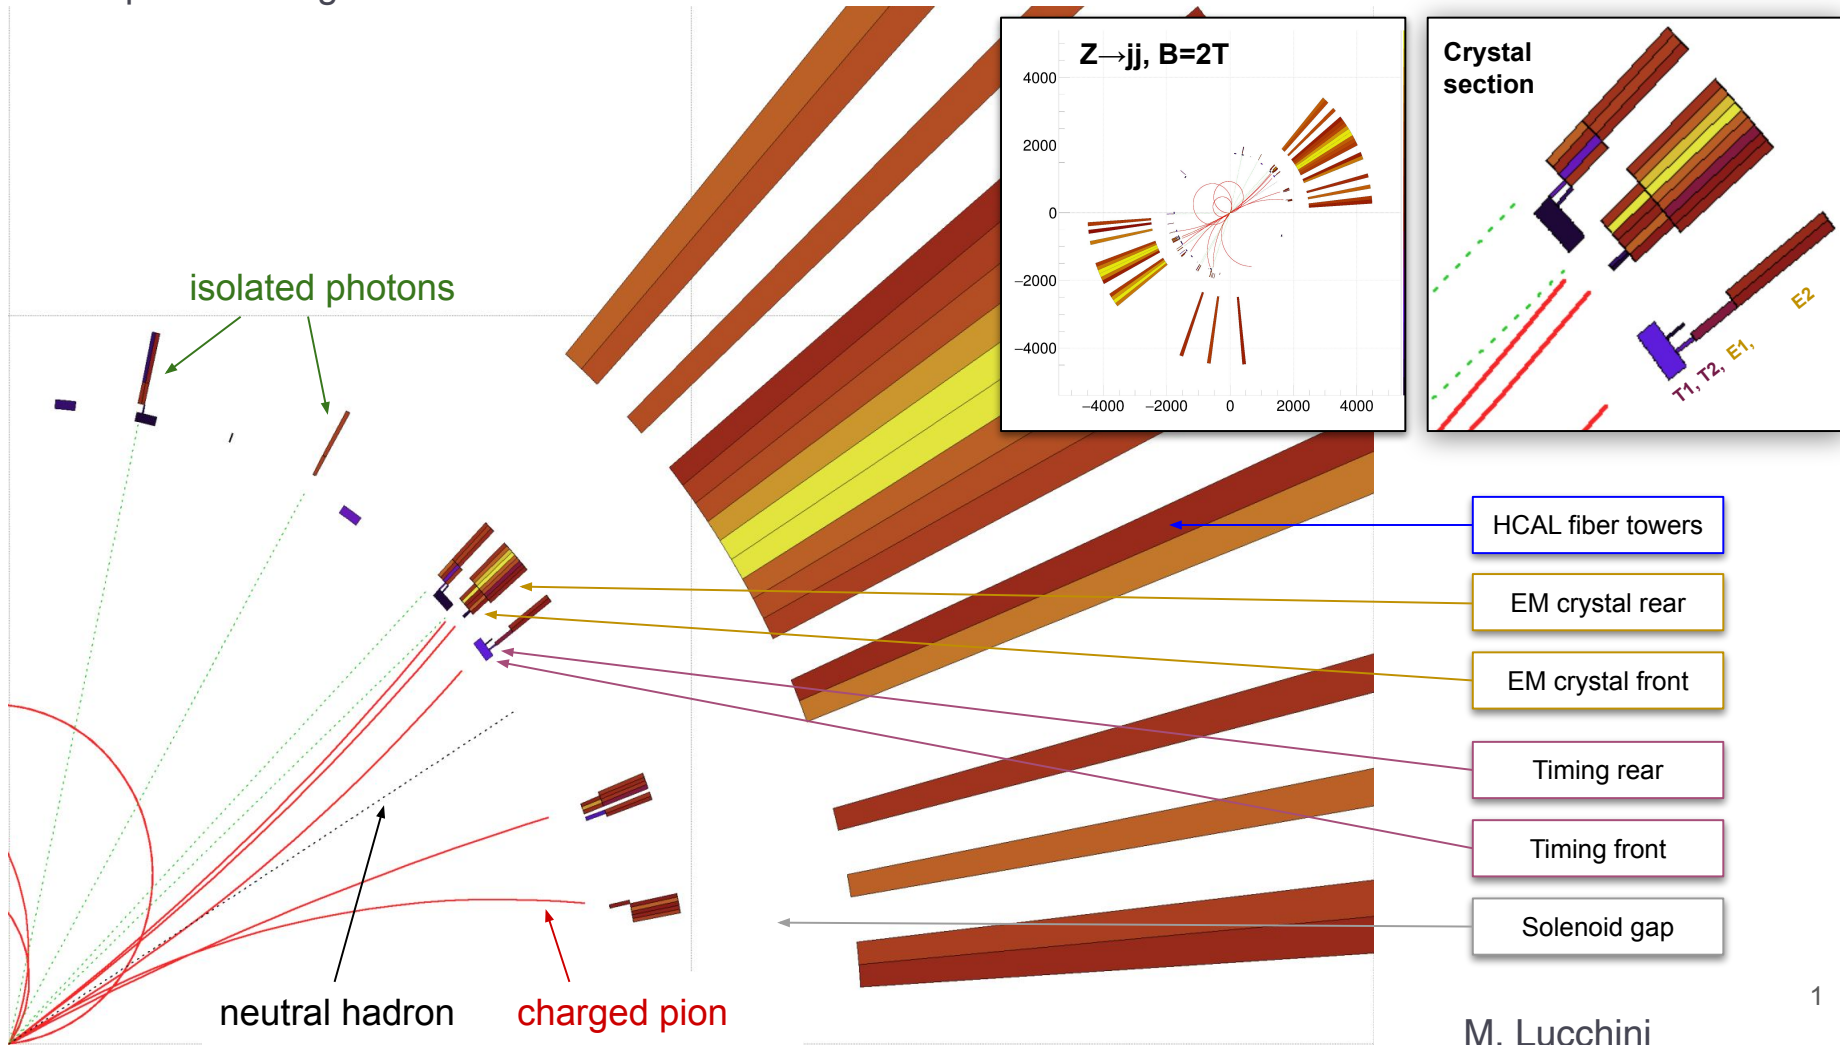 Z→jj, B=2T
4000
2000
0
−2000
−4000
−4000
−2000
0
2000
4000
Crystal
section
E2
T1, T2, E1,
isolated photons
HCAL fiber towers
EM crystal rear
EM crystal front
Timing rear
Timing front
Solenoid gap
neutral hadron
charged pion
1
M. Lucchini